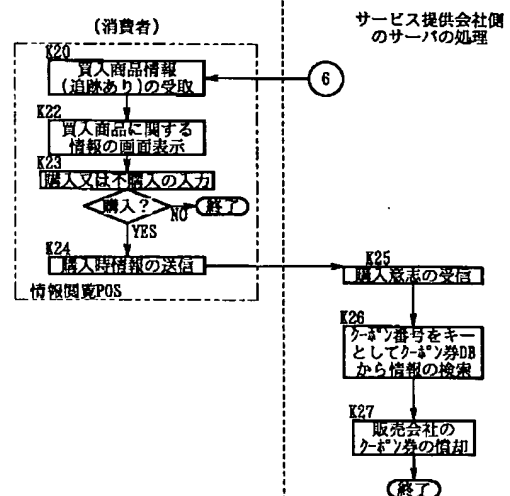 (消費者)
サービス提供会社側
のサーバの処理
K20
買入商品情報
(追跡あり)の受取
6
K22
買入商品に関する
情報の画面表示
K23
購入又は不購入の入力
購入?
NO
終了
YES
K24
購入時情報の送信
情報閲覧POS
K25
購入意志の受信
K26
クーポン番号をキー
としてクーポン券DB
から情報の検索
K27
販売会社の
クーポン券の償却
終了